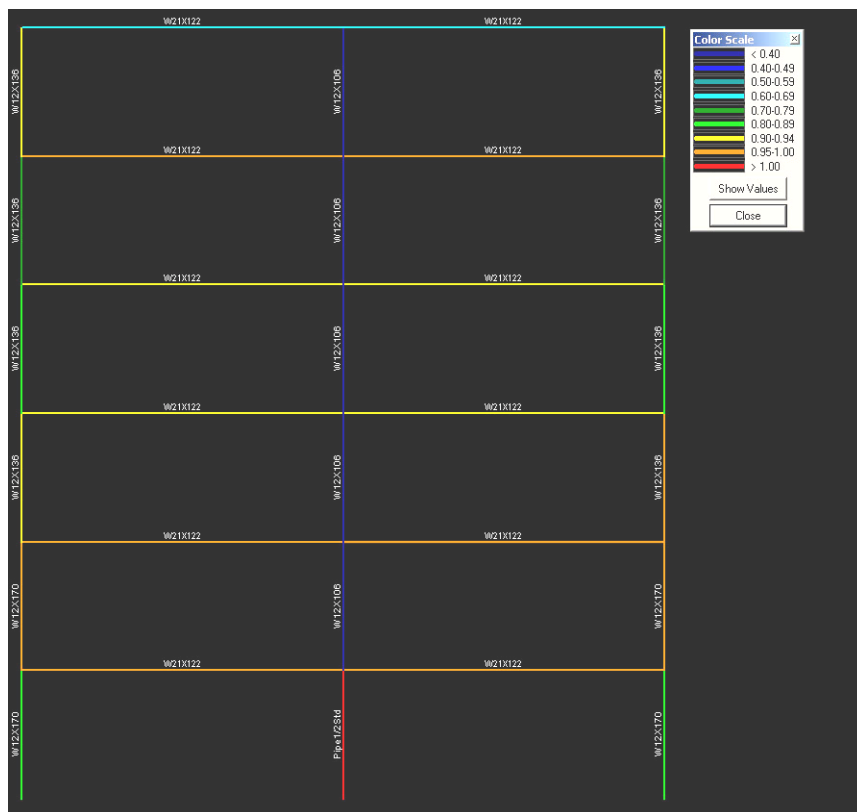 W21X122 W21X122
Color Scale
< 0.40
0.40-0.49
0.50-0.59
0.60-0.69
0.70-0.79
0.80-0.89
0.90-0.94
0.95-1.00
> 1.00
Show Values
Close
W12X136 W12X106 W12X136
W21X122 W21X122
W12X136 W12X106 W12X136
W21X122 W21X122
W12X136 W12X106 W12X136
W21X122 W21X122
W12X136 W12X106 W12X136
W21X122 W21X122
W12X170 W12X106 W12X170
W21X122 W21X122
W12X170 Pipe1/2Std W12X170